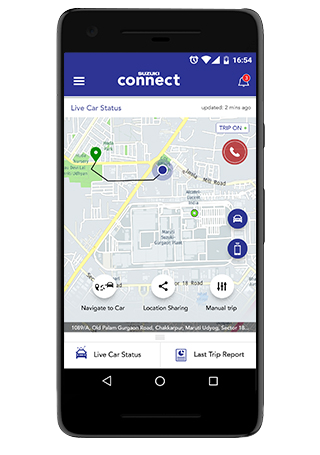 16:54
SUZUKI
connect
3
Live Car Status
updated: 2 mins ago
TRIP ON
Javla Mill Road
Maruti
Suzuki-
Gurgaon Plant
Sector 18 Road
Navigate to Car
Location Sharing
Manual trip
1089/A, Old Palam Gurgaon Road, Chakkarpur, Maruti Udyog, Sector 18...
Live Car Status
Last Trip Report